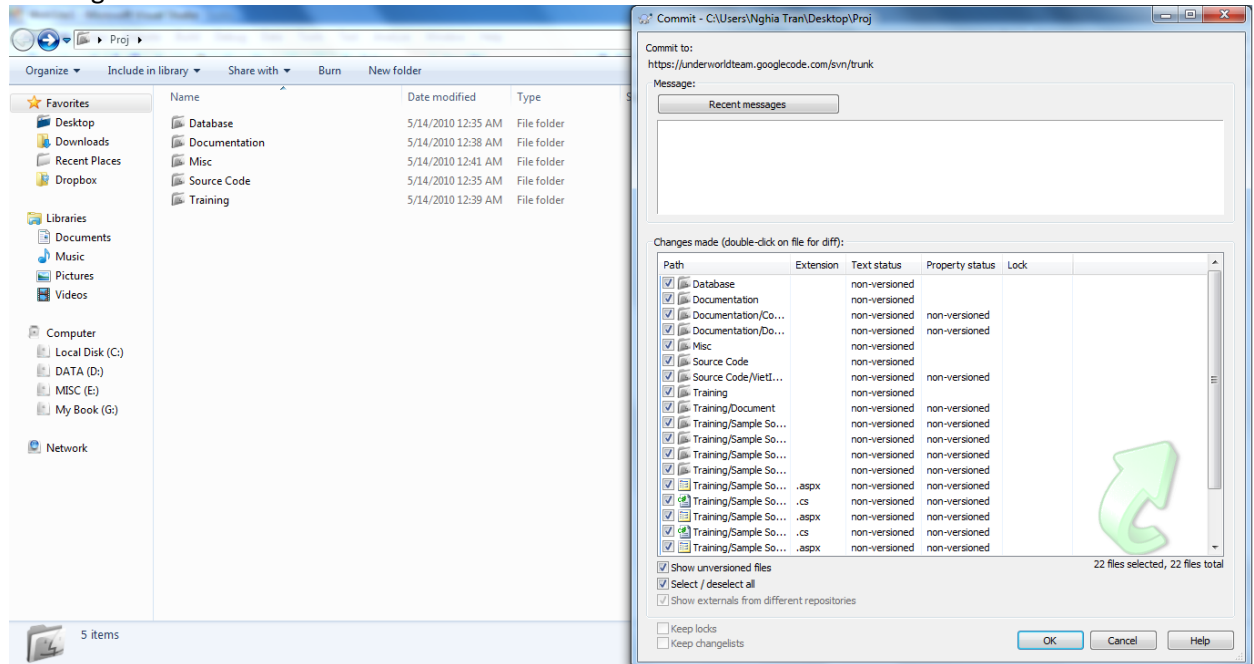 Commit - C:\Users\Nghia Tran\Desktop\Proj
Proj
Organize Include in library Share with Burn New folder
Favorites
Desktop
Downloads
Recent Places
Dropbox
Libraries
Documents
Music
Pictures
Videos
Computer
Local Disk (C:)
DATA (D:)
MISC (E:)
My Book (G:)
Network
Name Date modified Type
Database 5/14/2010 12:35 AM File folder
Documentation 5/14/2010 12:38 AM File folder
Misc 5/14/2010 12:41 AM File folder
Source Code 5/14/2010 12:35 AM File folder
Training 5/14/2010 12:39 AM File folder
5 items
Commit to:
https://underworldteam.googlecode.com/svn/trunk
Message:
Recent messages
Changes made (double-click on file for diff):
Path Extension Text status Property status Lock
Database non-versioned
Documentation non-versioned
Documentation/Co... non-versioned non-versioned
Documentation/Do... non-versioned non-versioned
Misc non-versioned
Source Code non-versioned
Source Code/VietI... non-versioned non-versioned
Training non-versioned
Training/Document non-versioned non-versioned
Training/Sample So... non-versioned non-versioned
Training/Sample So... non-versioned non-versioned
Training/Sample So... non-versioned non-versioned
Training/Sample So... non-versioned non-versioned
Training/Sample So... .aspx non-versioned non-versioned
Training/Sample So... .cs non-versioned non-versioned
Training/Sample So... .aspx non-versioned non-versioned
Training/Sample So... .cs non-versioned non-versioned
Training/Sample So... .aspx non-versioned non-versioned
22 files selected, 22 files total
Show unversioned files
Select / deselect all
Show externals from different repositories
Keep locks
Keep changelists
OK Cancel Help